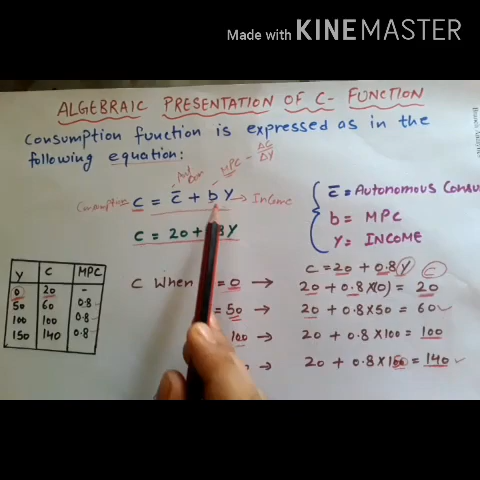 Made with KINEMASTER
ALGEBRAIC PRESENTATION OF C- FUNCTION
Consumption function is expressed as in the
following equation:
MPC - ΔC/ΔY
Consumption C = C̅ + bY → Income
C = 20 + 8Y
C̅ = Autonomous Consu
b = MPC
Y = INCOME
Y C MPC
0 20 -
50 60 0.8
100 100 0.8
150 140 0.8
C = 20 + 0.8Y C
C When = 0 → 20 + 0.8×(0) = 20
= 50 → 20 + 0.8×50 = 60
100 → 20 + 0.8×100 = 100
→ 20 + 0.8×150 = 140